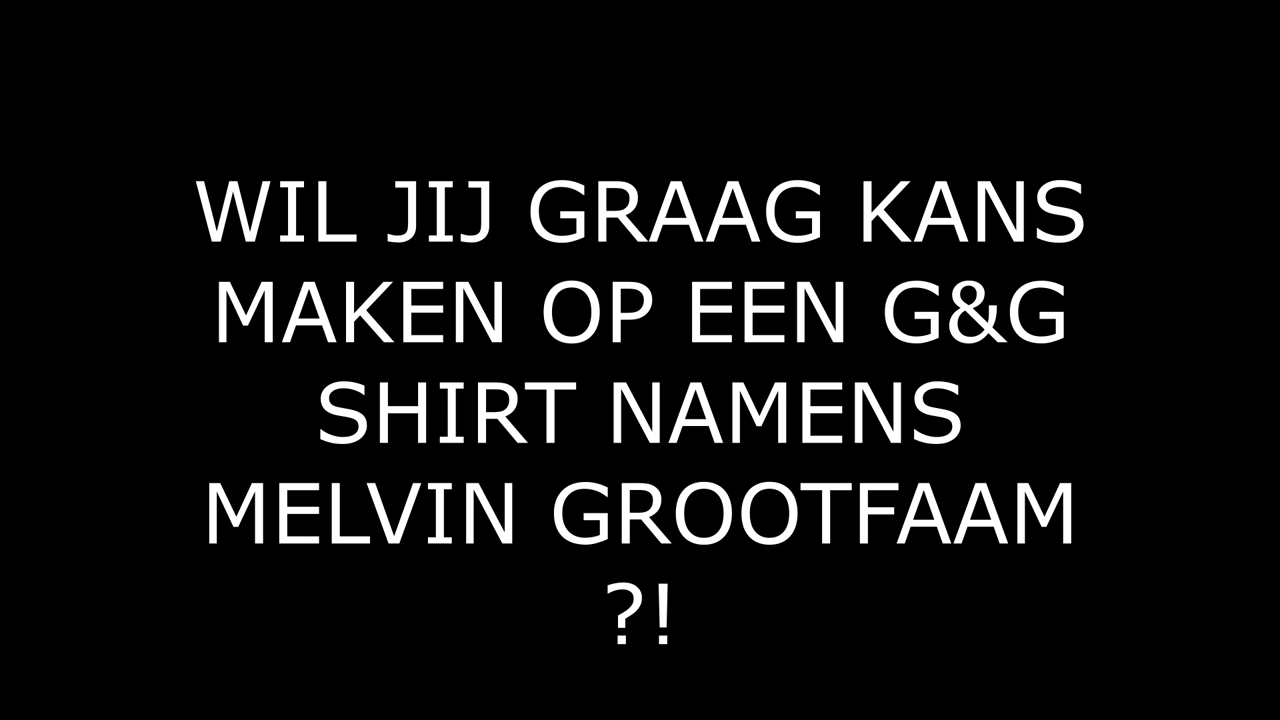 WIL JIJ GRAAG KANS
MAKEN OP EEN G&G
SHIRT NAMENS
MELVIN GROOTFAAM
?!